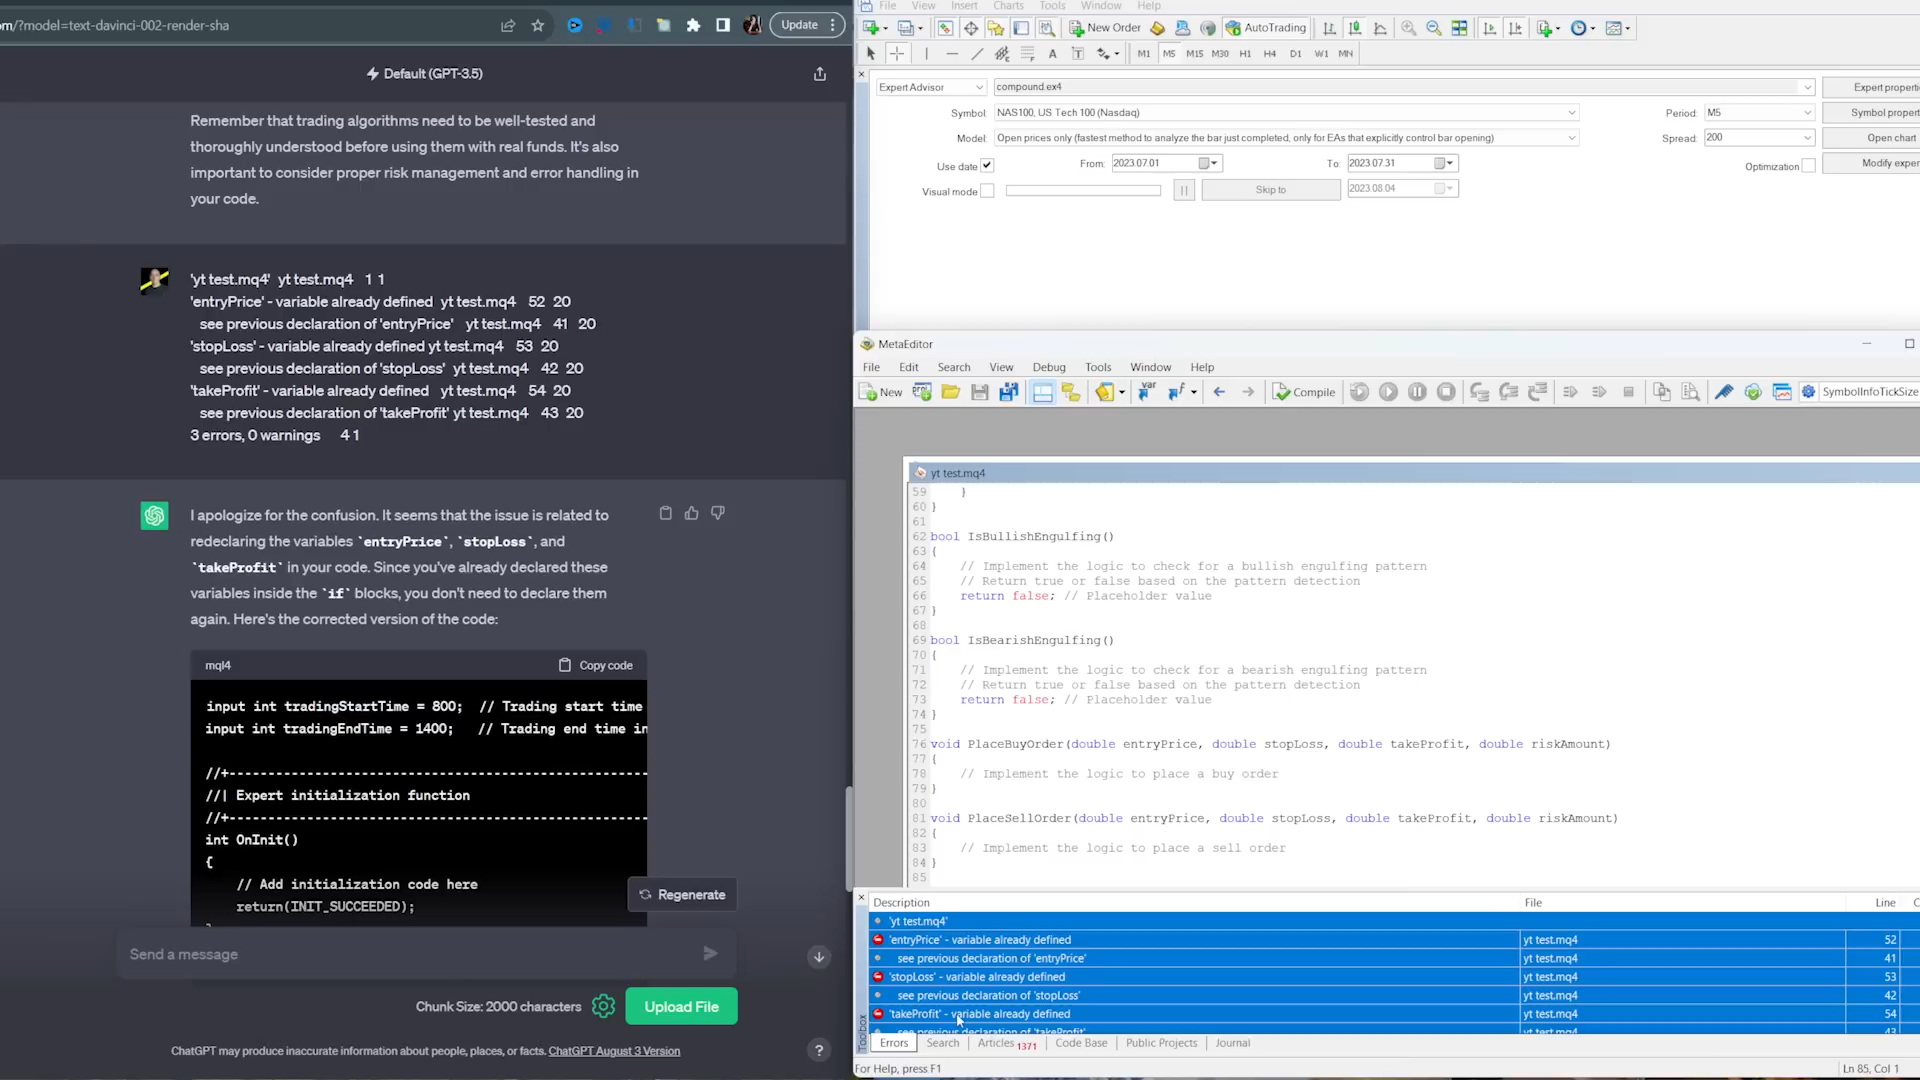 om/?model=text-davinci-002-render-sha
Update
Default (GPT-3.5)
Remember that trading algorithms need to be well-tested and
thoroughly understood before using them with real funds. It's also
important to consider proper risk management and error handling in
your code.
'yt test.mq4' yt test.mq4 1 1
'entryPrice' - variable already defined yt test.mq4 52 20
see previous declaration of 'entryPrice' yt test.mq4 41 20
'stopLoss' - variable already defined yt test.mq4 53 20
see previous declaration of 'stopLoss' yt test.mq4 42 20
'takeProfit' - variable already defined yt test.mq4 54 20
see previous declaration of 'takeProfit' yt test.mq4 43 20
3 errors, 0 warnings 4 1
I apologize for the confusion. It seems that the issue is related to
redeclaring the variables `entryPrice`, `stopLoss`, and
`takeProfit` in your code. Since you've already declared these
variables inside the `if` blocks, you don't need to declare them
again. Here's the corrected version of the code:
mql4 Copy code
input int tradingStartTime = 800; // Trading start time
input int tradingEndTime = 1400; // Trading end time in
//+------------------------------------------------------
//| Expert initialization function
//+------------------------------------------------------
int OnInit()
{
// Add initialization code here
return(INIT_SUCCEEDED);
Regenerate
Send a message
Chunk Size: 2000 characters
Upload File
ChatGPT may produce inaccurate information about people, places, or facts. ChatGPT August 3 Version
?
File View Insert Charts Tools Window Help
New Order AutoTrading
A T M1 M5 M15 M30 H1 H4 D1 W1 MN
Expert Advisor compound.ex4 Expert properti
Symbol: NAS100, US Tech 100 (Nasdaq) Period: M5 Symbol propert
Model: Open prices only (fastest method to analyze the bar just completed, only for EAs that explicitly control bar opening) Spread: 200 Open chart
Use date From: 2023.07.01 To: 2023.07.31 Optimization Modify exper
Visual mode Skip to 2023.08.04
MetaEditor
File Edit Search View Debug Tools Window Help
New Compile SymbolInfoTickSize
yt test.mq4
59 }
60 }
61
62 bool IsBullishEngulfing()
63 {
64 // Implement the logic to check for a bullish engulfing pattern
65 // Return true or false based on the pattern detection
66 return false; // Placeholder value
67 }
68
69 bool IsBearishEngulfing()
70 {
71 // Implement the logic to check for a bearish engulfing pattern
72 // Return true or false based on the pattern detection
73 return false; // Placeholder value
74 }
75
76 void PlaceBuyOrder(double entryPrice, double stopLoss, double takeProfit, double riskAmount)
77 {
78 // Implement the logic to place a buy order
79 }
80
81 void PlaceSellOrder(double entryPrice, double stopLoss, double takeProfit, double riskAmount)
82 {
83 // Implement the logic to place a sell order
84 }
85
Description File Line C
'yt test.mq4'
'entryPrice' - variable already defined yt test.mq4 52
see previous declaration of 'entryPrice' yt test.mq4 41
'stopLoss' - variable already defined yt test.mq4 53
see previous declaration of 'stopLoss' yt test.mq4 42
'takeProfit' - variable already defined yt test.mq4 54
see previous declaration of 'takeProfit' yt test.mq4 43
Toolbox
Errors Search Articles 1371 Code Base Public Projects Journal
For Help, press F1 Ln 85, Col 1